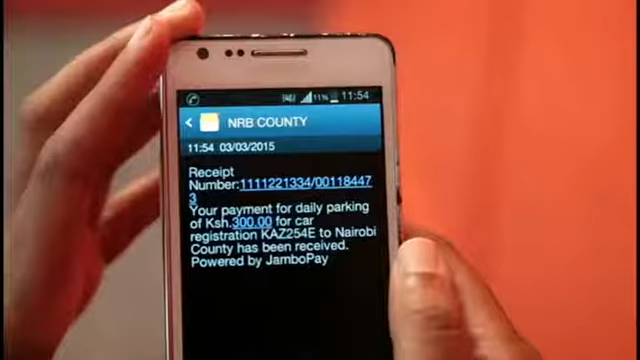 11% 11:54
NRB COUNTY
11:54 03/03/2015
Receipt
Number:1111221334/00118447
3
Your payment for daily parking
of Ksh.300.00 for car
registration KAZ254E to Nairobi
County has been received.
Powered by JamboPay